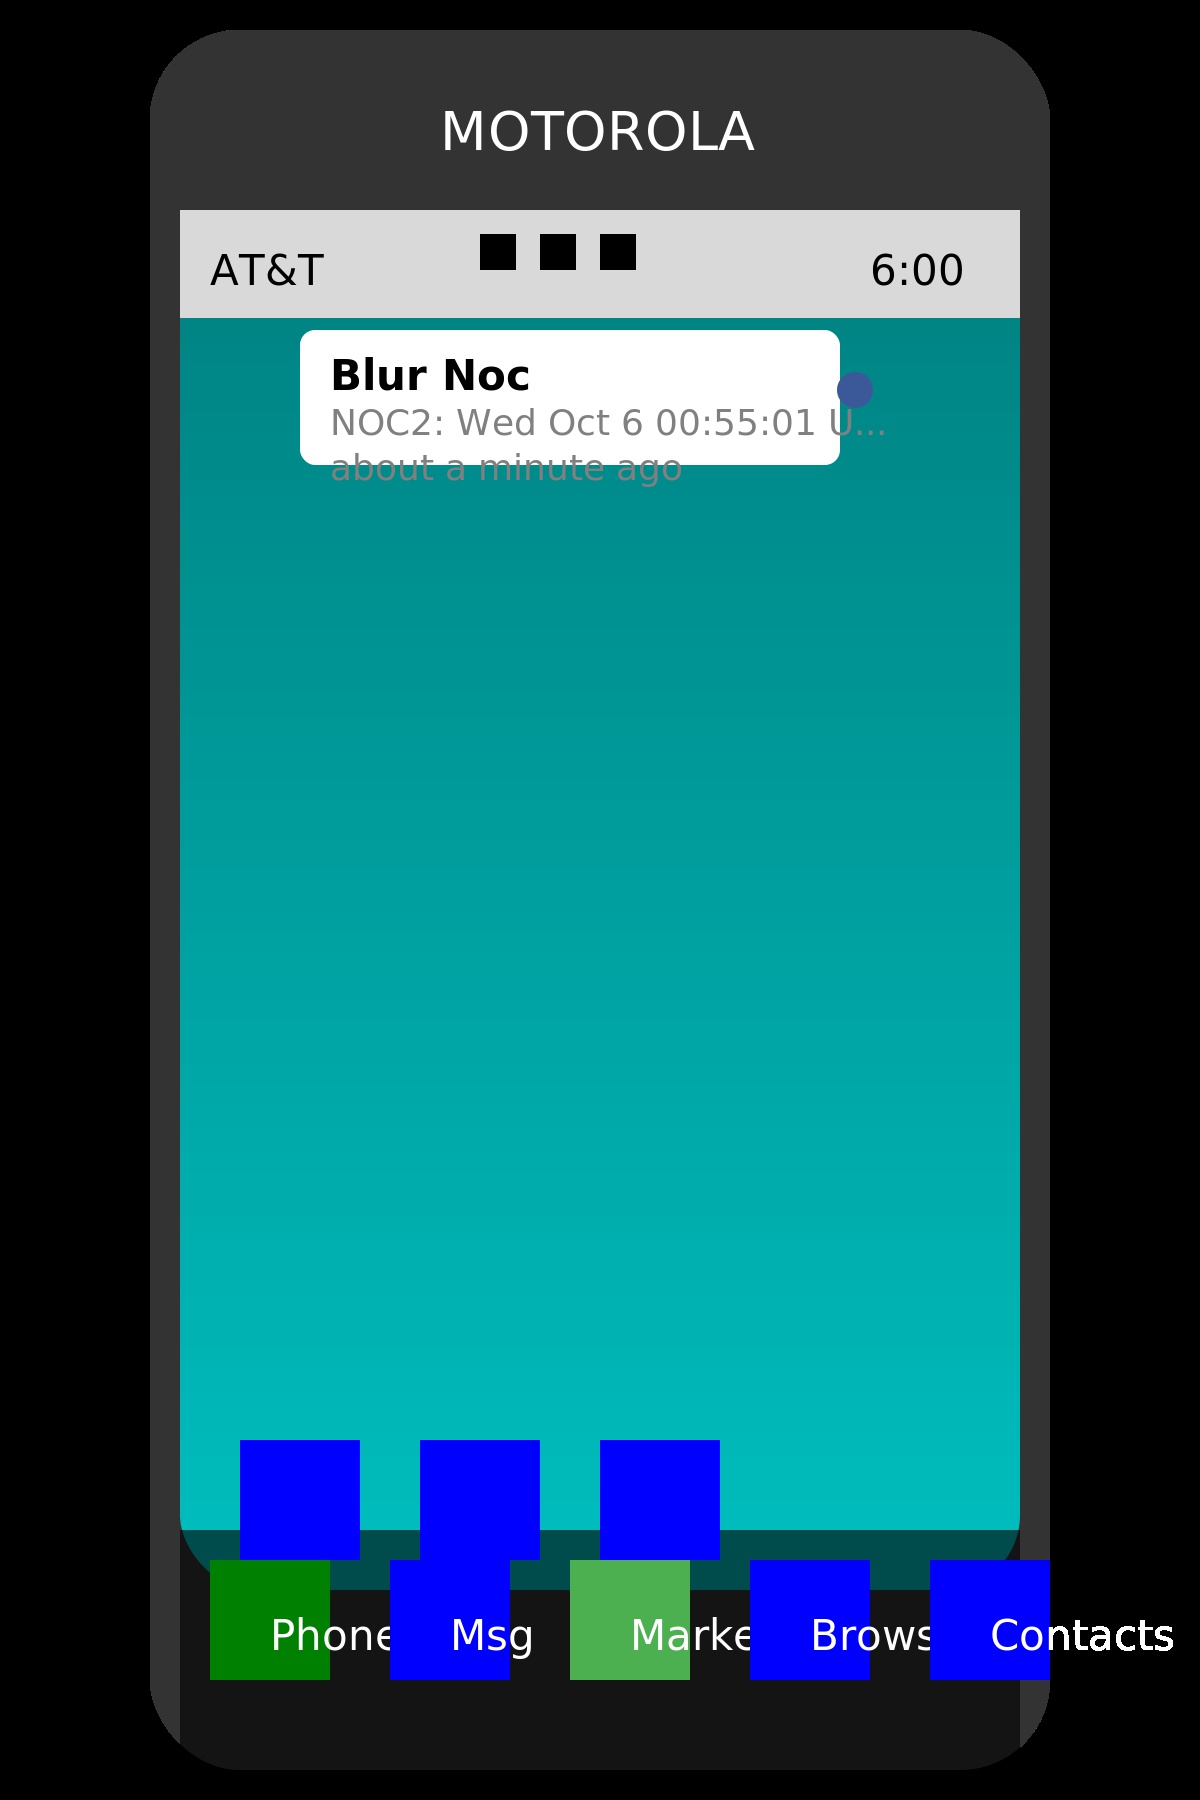 MOTOROLA
AT&T 6:00
Blur Noc
NOC2: Wed Oct 6 00:55:01 U...
about a minute ago
Phone Msg Marke Brows Contacts